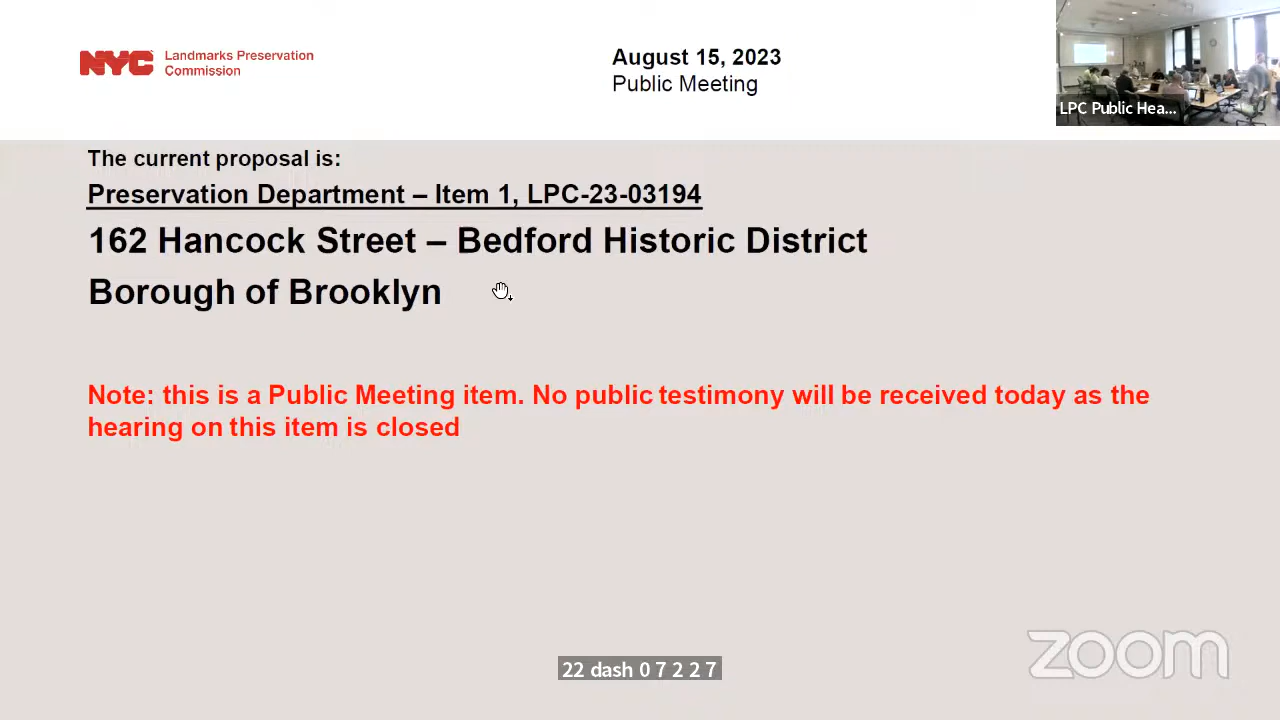 NYC Landmarks Preservation
Commission
August 15, 2023
Public Meeting
LPC Public Hea...
The current proposal is:
Preservation Department – Item 1, LPC-23-03194
162 Hancock Street – Bedford Historic District
Borough of Brooklyn
Note: this is a Public Meeting item. No public testimony will be received today as the
hearing on this item is closed
22 dash 0 7 2 2 7
zoom